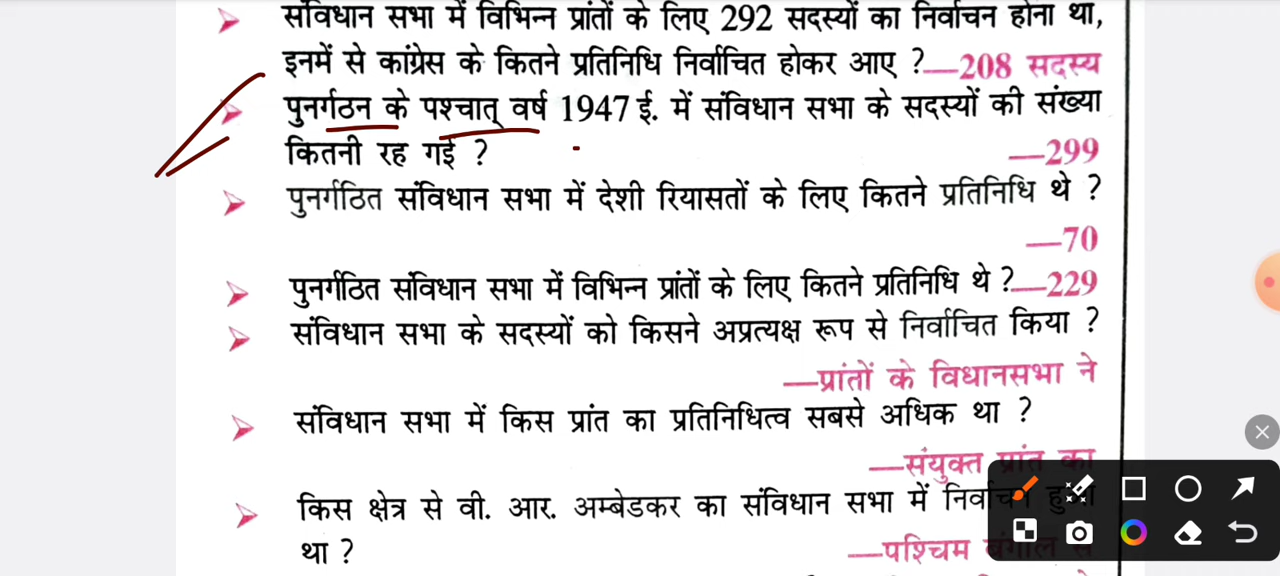 संविधान सभा में विभिन्न प्रांतों के लिए 292 सदस्यों का निर्वाचन होना था,
इनमें से कांग्रेस के कितने प्रतिनिधि निर्वाचित होकर आए ?—208 सदस्य
पुनर्गठन के पश्चात् वर्ष 1947 ई. में संविधान सभा के सदस्यों की संख्या
कितनी रह गई ?
—299
पुनर्गठित संविधान सभा में देशी रियासतों के लिए कितने प्रतिनिधि थे ?
—70
पुनर्गठित संविधान सभा में विभिन्न प्रांतों के लिए कितने प्रतिनिधि थे ?—229
संविधान सभा के सदस्यों को किसने अप्रत्यक्ष रूप से निर्वाचित किया ?
—प्रांतों के विधानसभा ने
संविधान सभा में किस प्रांत का प्रतिनिधित्व सबसे अधिक था ?
—संयुक्त प्रांत का
किस क्षेत्र से वी. आर. अम्बेडकर का संविधान सभा में निर्वाचन हुआ
था ?
—पश्चिम बंगाल से